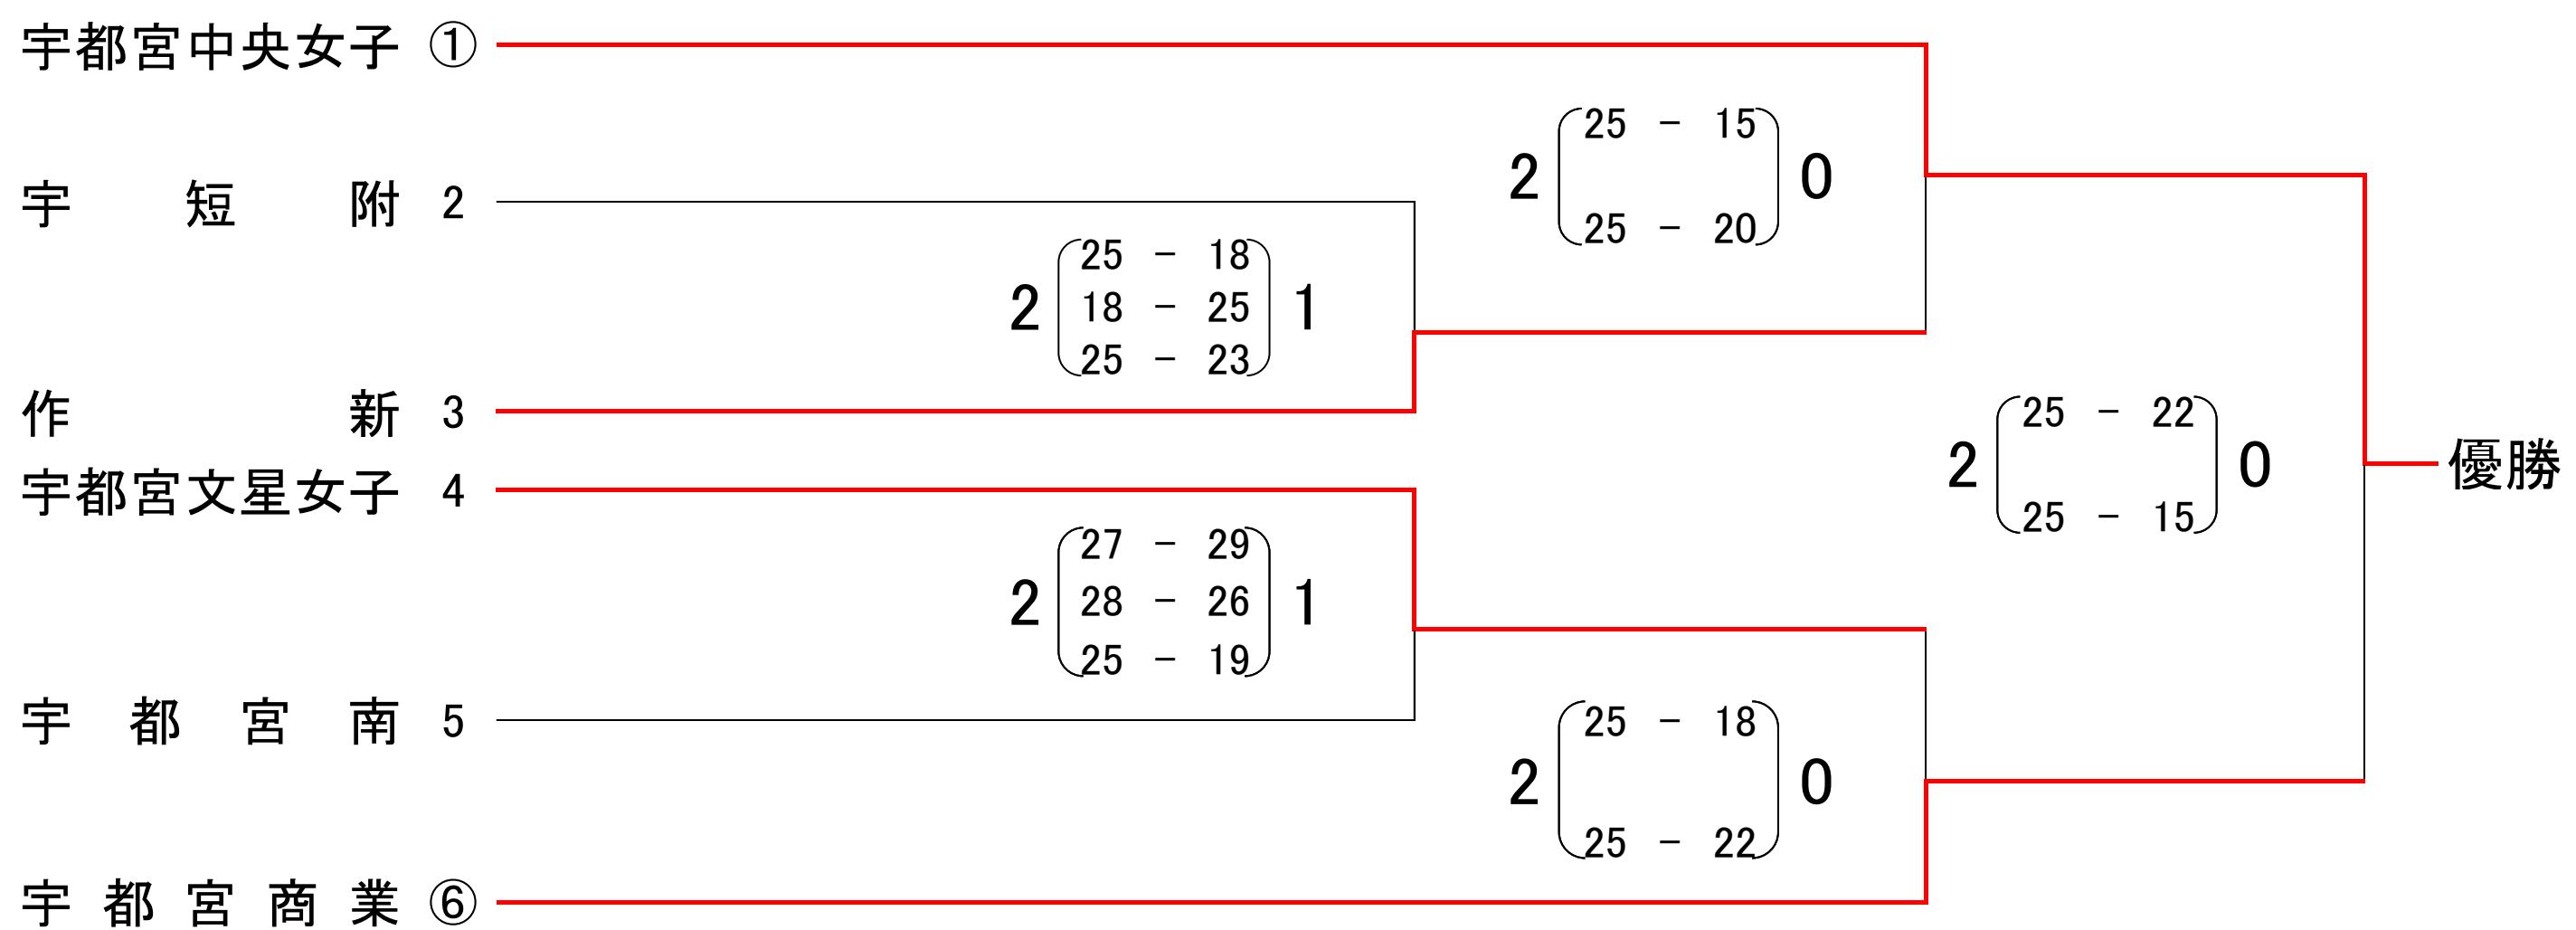 宇都宮中央女子 ①
25 - 15
2 0
25 - 20
宇短附 2
25 - 18
2 18 - 25 1
25 - 23
作新 3
宇都宮文星女子 4
25 - 22
2 0 優勝
25 - 15
27 - 29
2 28 - 26 1
25 - 19
宇都宮南 5
25 - 18
2 0
25 - 22
宇都宮商業 ⑥